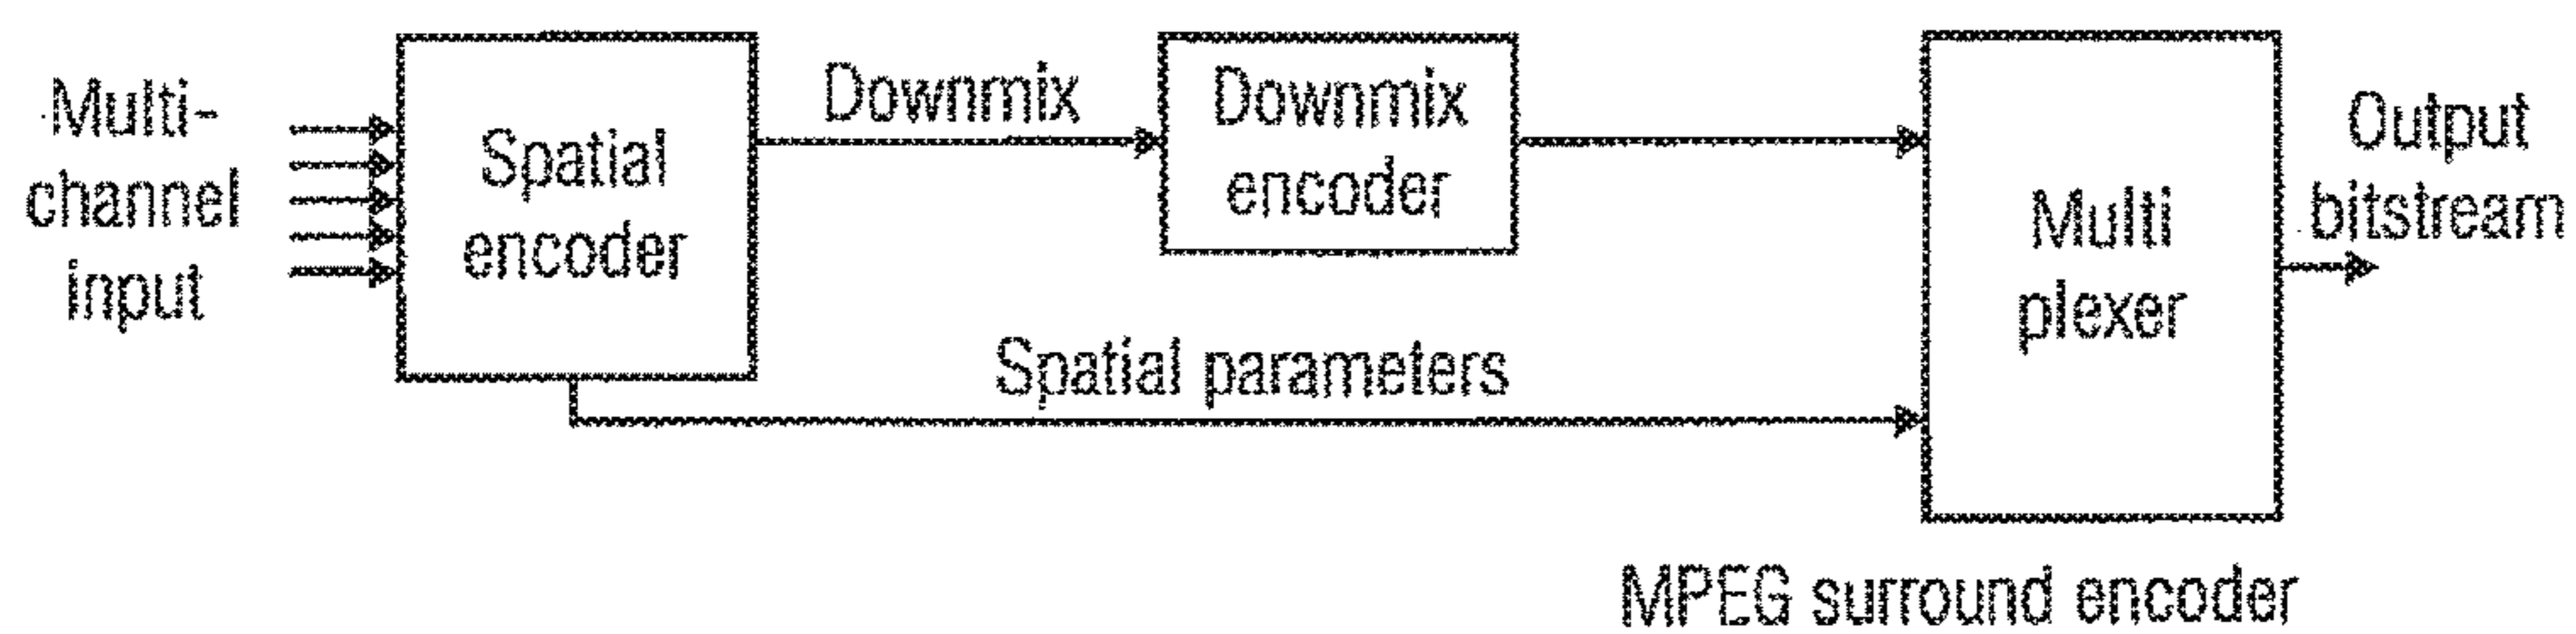 Multi-
channel
input
Spatial
encoder
Downmix
Downmix
encoder
Spatial parameters
Multi
plexer
Output
bitstream
MPEG surround encoder